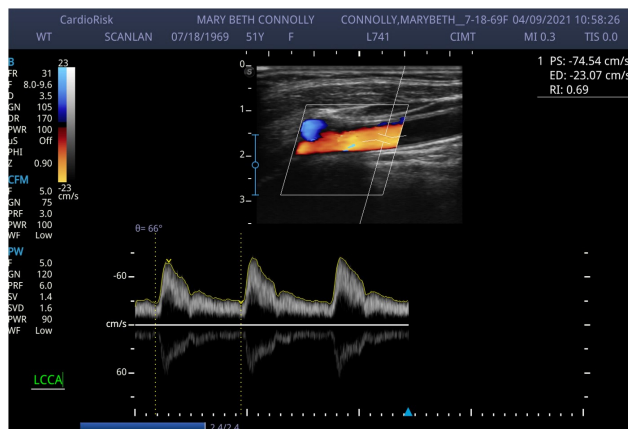 CardioRisk MARY BETH CONNOLLY CONNOLLY,MARYBETH__7-18-69F 04/09/2021 10:58:26
WT SCANLAN 07/18/1969 51Y F L741 CIMT MI 0.3 TIS 0.0
B
FR 31
F 8.0-9.6
D 3.5
GN 105
DR 170
PWR 100
µS Off
PHI
Z 0.90
CFM
F 5.0
GN 75
PRF 3.0
PWR 100
WF Low
PW
F 5.0
GN 120
PRF 6.0
SV 1.4
SVD 1.6
PWR 90
WF Low
LCCA
23
-23
cm/s
0
S
1
2
3
1 PS: -74.54 cm/s
ED: -23.07 cm/s
RI: 0.69
θ= 66°
-60
cm/s
60
2.4/2.4